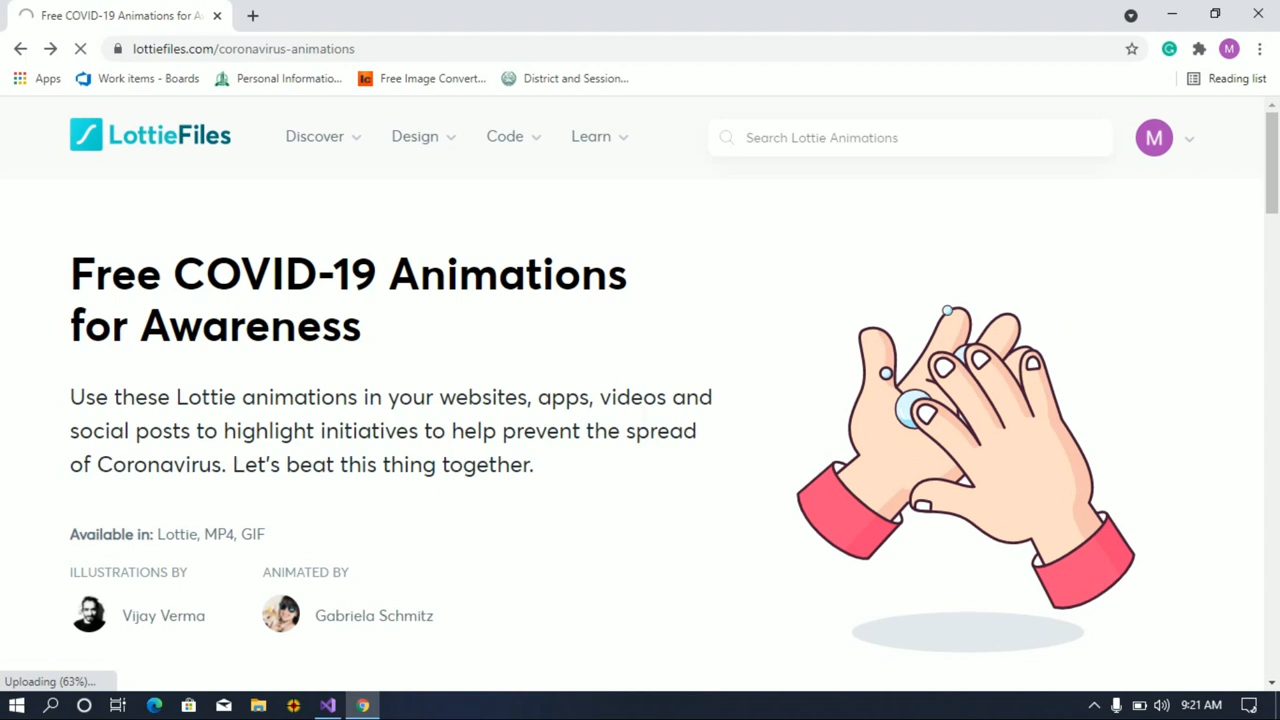 Free COVID-19 Animations for A
lottiefiles.com/coronavirus-animations
M
Apps
Work items - Boards
Personal Informatio...
Ic
Free Image Convert...
District and Session...
Reading list
LottieFiles
Discover
Design
Code
Learn
Search Lottie Animations
M
Free COVID-19 Animations
for Awareness
Use these Lottie animations in your websites, apps, videos and
social posts to highlight initiatives to help prevent the spread
of Coronavirus. Let's beat this thing together.
Available in: Lottie, MP4, GIF
ILLUSTRATIONS BY
ANIMATED BY
Vijay Verma
Gabriela Schmitz
Uploading (63%)...
9:21 AM